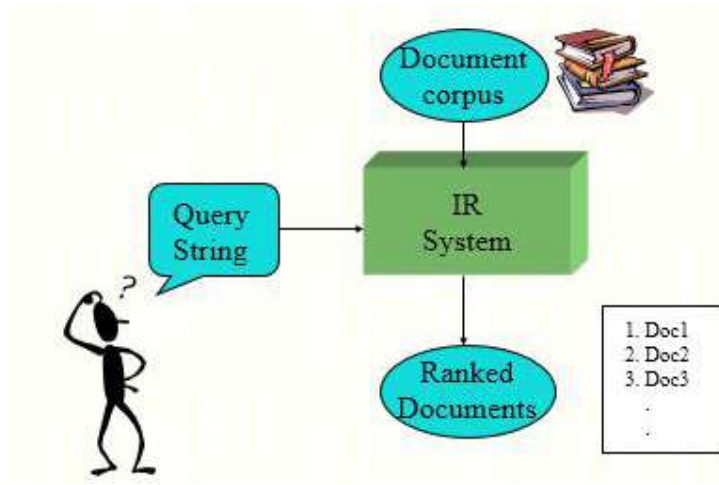 Document
corpus
IR
System
Query
String
?
Ranked
Documents
1. Doc1
2. Doc2
3. Doc3
.
.